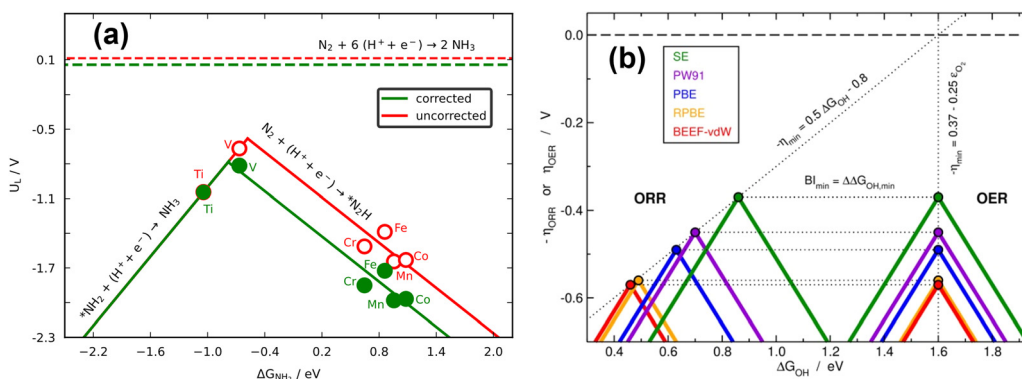 (a)
N₂ + 6 (H⁺ + e⁻) → 2 NH₃
corrected
uncorrected
N₂ + (H⁺ + e⁻) → *N₂H
*NH₂ + (H⁺ + e⁻) → NH₃
V
V
Ti
Ti
Fe
Cr
Co
Fe
Mn
Cr
Mn
Co
U_L / V
0.1
−0.5
−1.1
−1.7
−2.3
−2.2 −1.6 −1.0 −0.4 0.2 0.8 1.4 2.0
ΔG_NH₂ / eV
(b)
SE
PW91
PBE
RPBE
BEEF-vdW
-η_min = 0.5 ΔG_OH - 0.8
-η_min = 0.37 - 0.25 ε_O₂
BI_min = ΔΔG_OH,min
ORR
OER
- η_ORR or η_OER / V
0.0
-0.2
-0.4
-0.6
0.4 0.6 0.8 1.0 1.2 1.4 1.6 1.8
ΔG_OH / eV